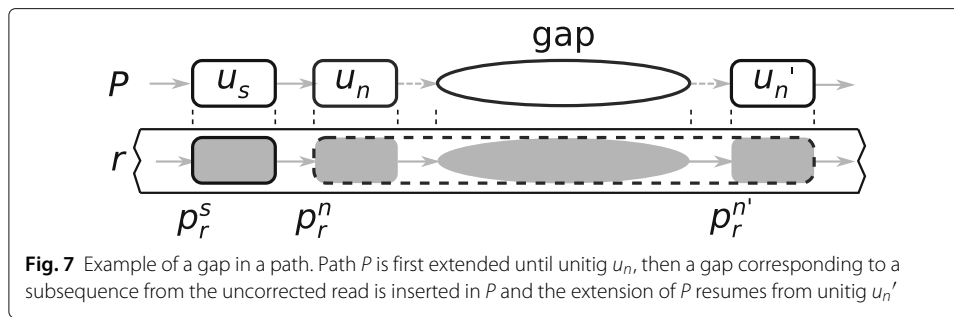 gap
P u_s u_n u_n'
r
p_r^s p_r^n p_r^n'
Fig. 7 Example of a gap in a path. Path P is first extended until unitig u_n, then a gap corresponding to a
subsequence from the uncorrected read is inserted in P and the extension of P resumes from unitig u_n'